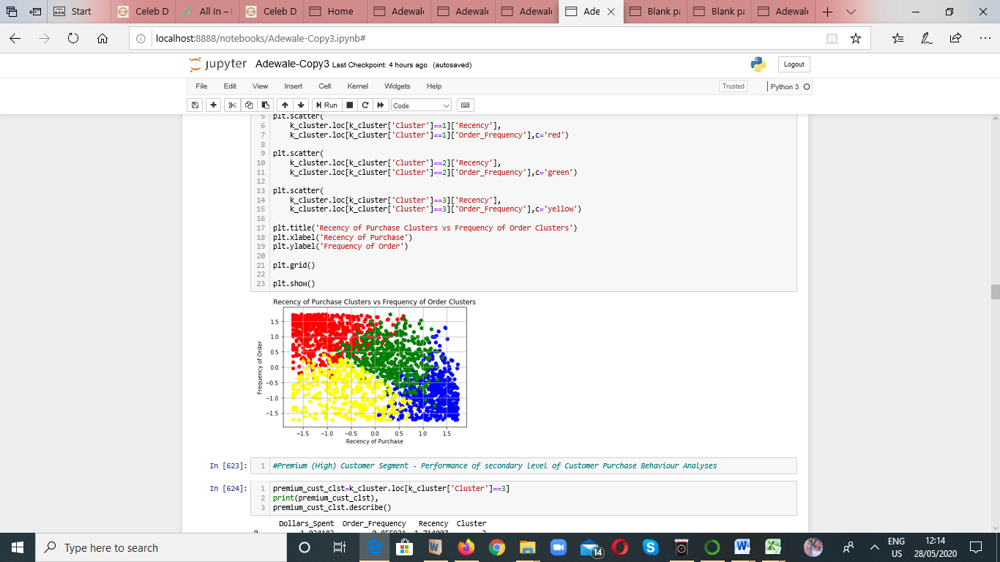 Start
Celeb D
All In –
Celeb D
Home
Adewal
Adewale
Adewal
Ade
Blank pa
Blank pa
Adewale
localhost:8888/notebooks/Adewale-Copy3.ipynb#
jupyter Adewale-Copy3 Last Checkpoint: 4 hours ago (autosaved)
Logout
File Edit View Insert Cell Kernel Widgets Help
Trusted
Python 3
Run
Code
5 plt.scatter(
6 k_cluster.loc[k_cluster['Cluster']==1]['Recency'],
7 k_cluster.loc[k_cluster['Cluster']==1]['Order_Frequency'],c='red')
8
9 plt.scatter(
10 k_cluster.loc[k_cluster['Cluster']==2]['Recency'],
11 k_cluster.loc[k_cluster['Cluster']==2]['Order_Frequency'],c='green')
12
13 plt.scatter(
14 k_cluster.loc[k_cluster['Cluster']==3]['Recency'],
15 k_cluster.loc[k_cluster['Cluster']==3]['Order_Frequency'],c='yellow')
16
17 plt.title('Recency of Purchase Clusters vs Frequency of Order Clusters')
18 plt.xlabel('Recency of Purchase')
19 plt.ylabel('Frequency of Order')
20
21 plt.grid()
22
23 plt.show()
Recency of Purchase Clusters vs Frequency of Order Clusters
Frequency of Order
1.5
1.0
0.5
0.0
−0.5
−1.0
−1.5
−1.5 −1.0 −0.5 0.0 0.5 1.0 1.5
Recency of Purchase
In [623]: 1 #Premium (High) Customer Segment - Performance of secondary level of Customer Purchase Behaviour Analyses
In [624]: 1 premium_cust_clst=k_cluster.loc[k_cluster['Cluster']==3]
2 print(premium_cust_clst),
3 premium_cust_clst.describe()
Dollars_Spent Order_Frequency Recency Cluster
Type here to search
14
ENG
US
12:14
28/05/2020